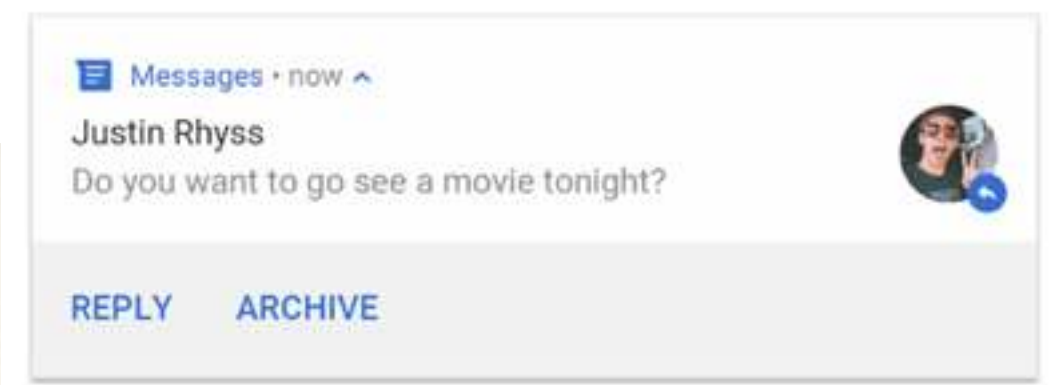 Messages • now
Justin Rhyss
Do you want to go see a movie tonight?
REPLY ARCHIVE